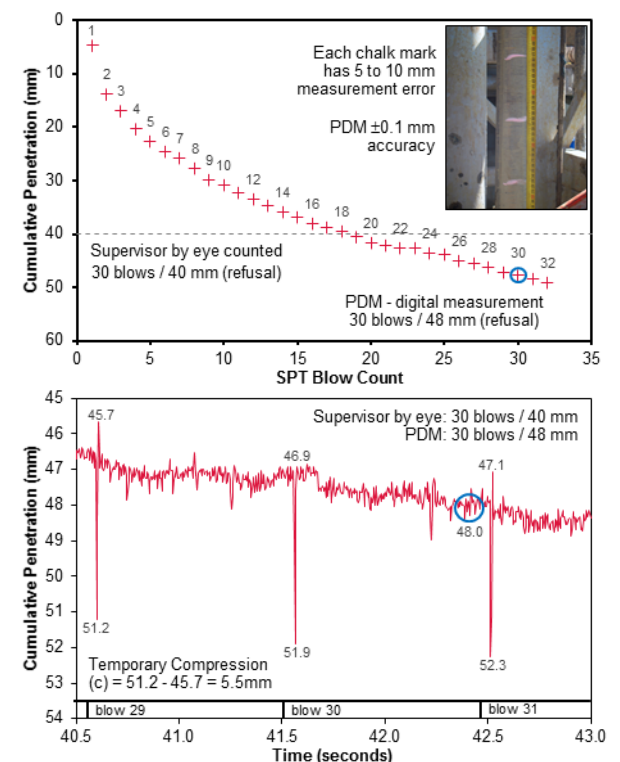 0
10
20
30
40
50
60
Cumulative Penetration (mm)
1
2
3
4
5
6
7
8
9
10
12
14
16
18
20
22
24
26
28
30
32
Each chalk mark
has 5 to 10 mm
measurement error
PDM ±0.1 mm
accuracy
Supervisor by eye counted
30 blows / 40 mm (refusal)
PDM - digital measurement
30 blows / 48 mm (refusal)
0 5 10 15 20 25 30 35
SPT Blow Count
45
46
47
48
49
50
51
52
53
54
Cumulative Penetration (mm)
Supervisor by eye: 30 blows / 40 mm
PDM: 30 blows / 48 mm
45.7
46.9
47.1
48.0
51.2
51.9
52.3
Temporary Compression
(c) = 51.2 - 45.7 = 5.5mm
blow 29 blow 30 blow 31
40.5 41.0 41.5 42.0 42.5 43.0
Time (seconds)